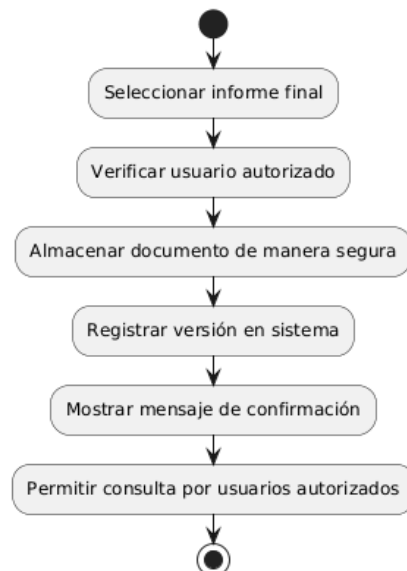 Seleccionar informe final
Verificar usuario autorizado
Almacenar documento de manera segura
Registrar versión en sistema
Mostrar mensaje de confirmación
Permitir consulta por usuarios autorizados